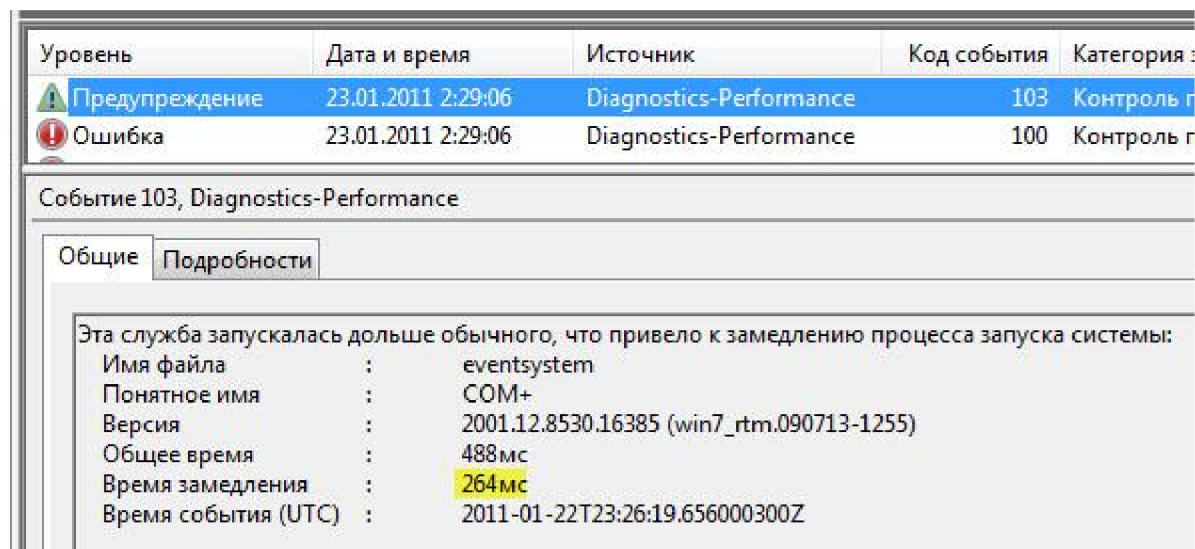 Уровень Дата и время Источник Код события Категория з
Предупреждение 23.01.2011 2:29:06 Diagnostics-Performance 103 Контроль п
Ошибка 23.01.2011 2:29:06 Diagnostics-Performance 100 Контроль п
Событие 103, Diagnostics-Performance
Общие Подробности
Эта служба запускалась дольше обычного, что привело к замедлению процесса запуска системы:
Имя файла : eventsystem
Понятное имя : COM+
Версия : 2001.12.8530.16385 (win7_rtm.090713-1255)
Общее время : 488мс
Время замедления : 264мс
Время события (UTC) : 2011-01-22T23:26:19.656000300Z